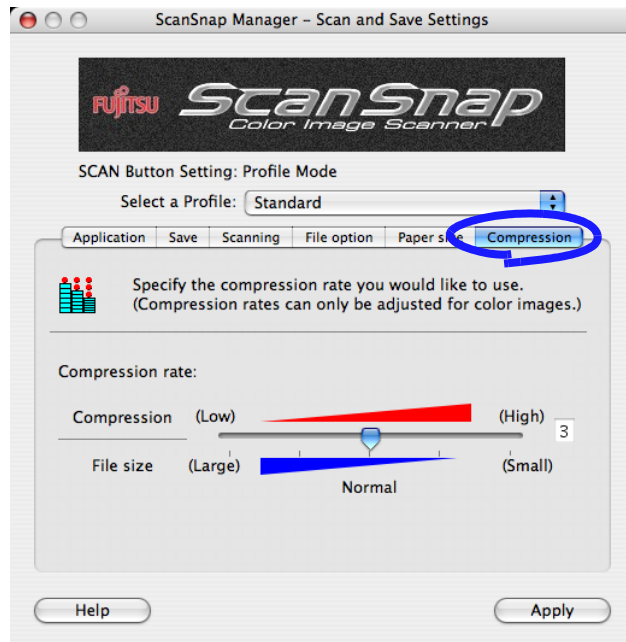 ScanSnap Manager – Scan and Save Settings
FUJITSU ScanSnap
Color Image Scanner
SCAN Button Setting: Profile Mode
Select a Profile: Standard
Application Save Scanning File option Paper size Compression
Specify the compression rate you would like to use.
(Compression rates can only be adjusted for color images.)
Compression rate:
Compression (Low) (High) 3
File size (Large) (Small)
Normal
Help Apply